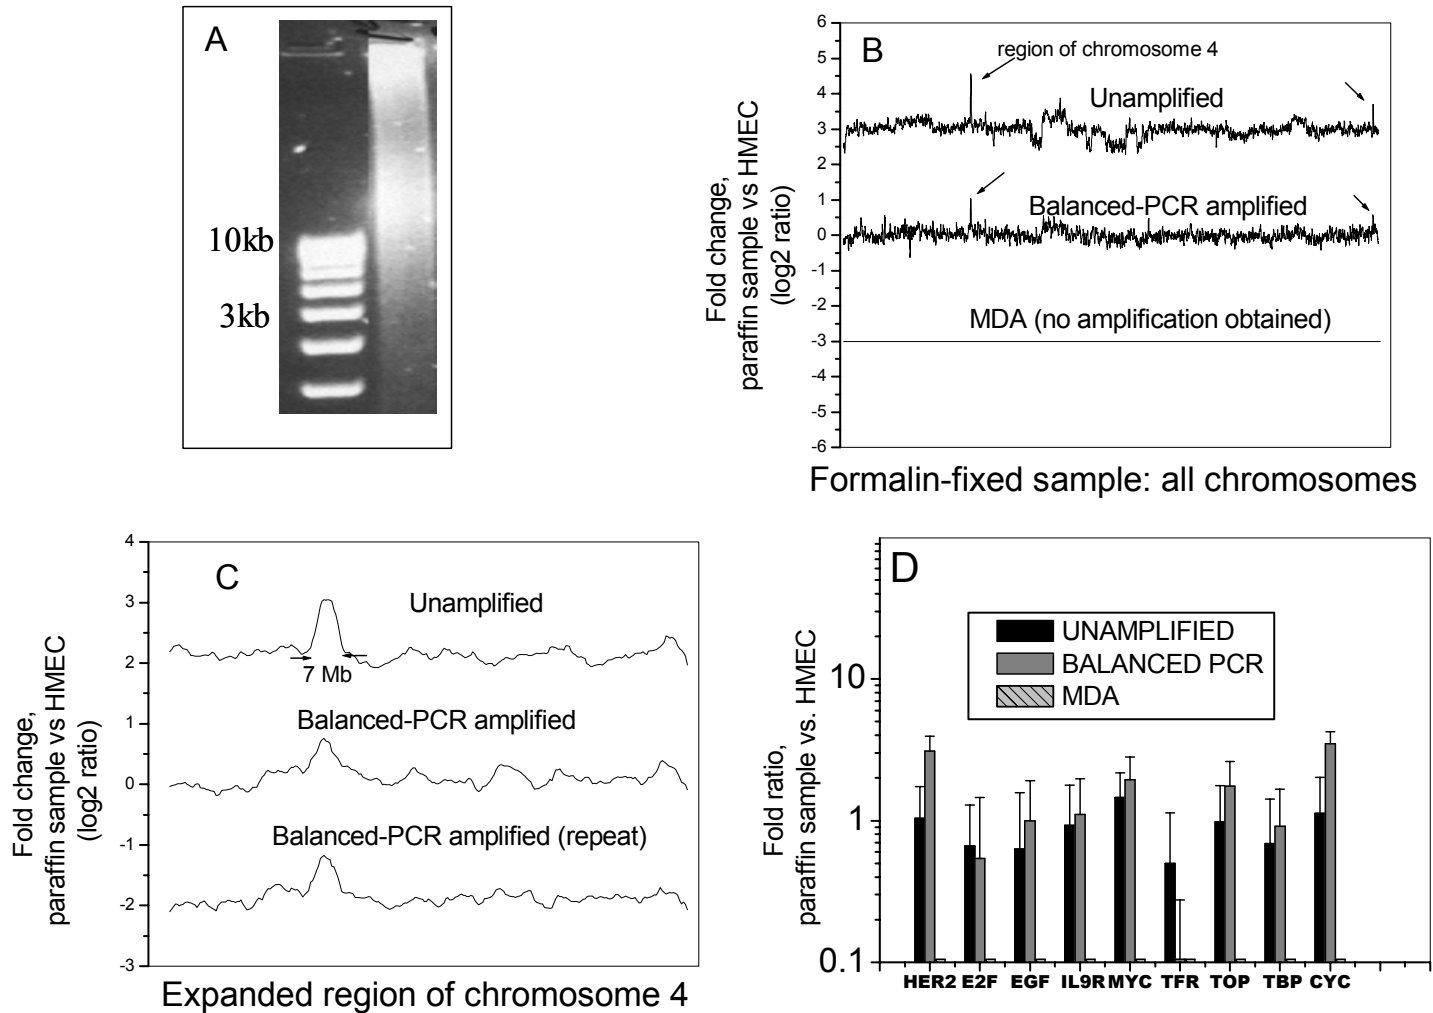 A
10kb
3kb
B
region of chromosome 4
Unamplified
Balanced-PCR amplified
MDA (no amplification obtained)
6
5
4
3
2
1
0
-1
-2
-3
-4
-5
-6
Fold change,
paraffin sample vs HMEC
(log2 ratio)
Formalin-fixed sample: all chromosomes
C
Unamplified
7 Mb
Balanced-PCR amplified
Balanced-PCR amplified (repeat)
4
3
2
1
0
-1
-2
-3
Fold change,
paraffin sample vs HMEC
(log2 ratio)
Expanded region of chromosome 4
D
UNAMPLIFIED
BALANCED PCR
MDA
10
1
0.1
Fold ratio,
paraffin sample vs. HMEC
HER2 E2F EGF IL9R MYC TFR TOP TBP CYC